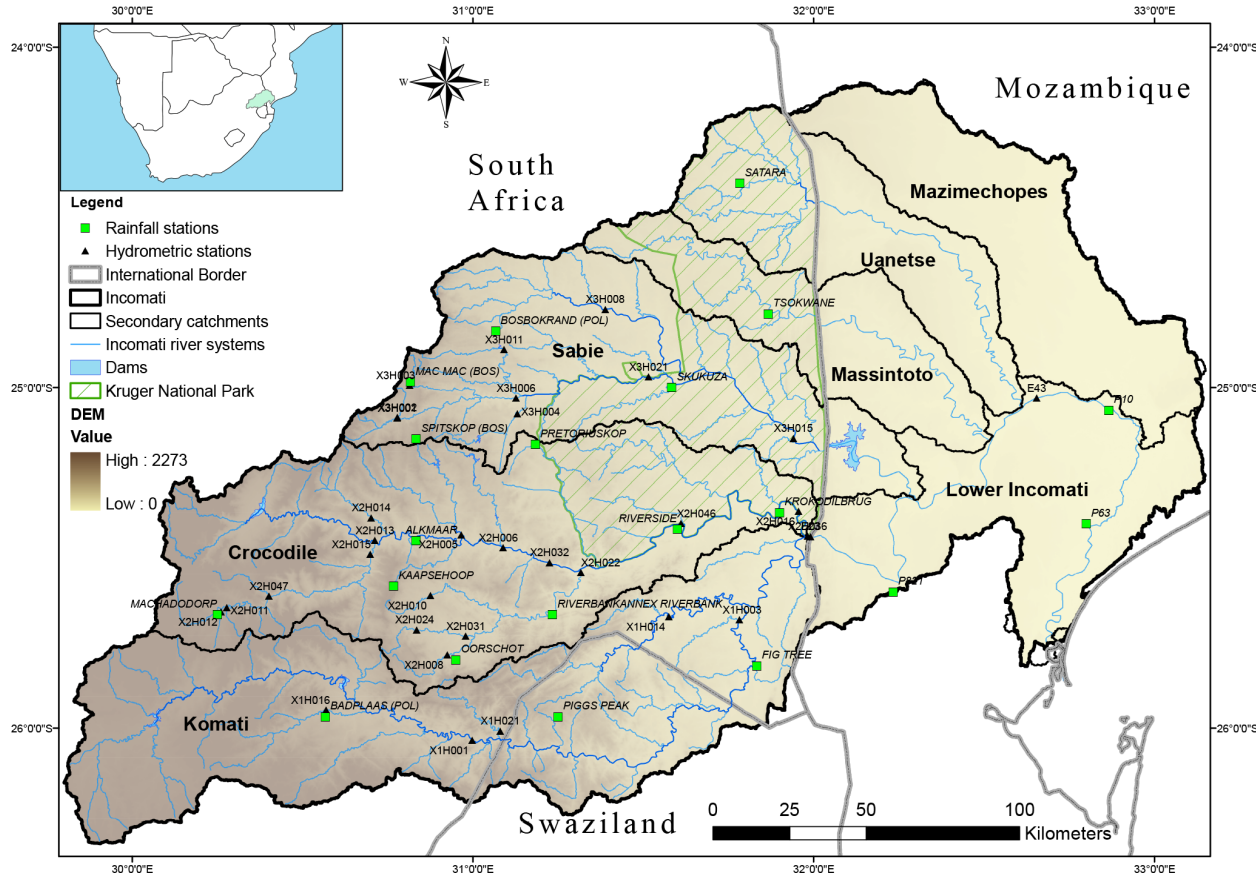 30°0'0"E
31°0'0"E
32°0'0"E
33°0'0"E
24°0'0"S
24°0'0"S
25°0'0"S
25°0'0"S
26°0'0"S
26°0'0"S
30°0'0"E
31°0'0"E
32°0'0"E
33°0'0"E
N
W
E
S
Mozambique
South
Africa
Swaziland
Legend
Rainfall stations
Hydrometric stations
International Border
Incomati
Secondary catchments
Incomati river systems
Dams
Kruger National Park
DEM
Value
High : 2273
Low : 0
Mazimechopes
Uanetse
Massintoto
Lower Incomati
Sabie
Crocodile
Komati
SATARA
TSOKWANE
X3H008
BOSBOKRAND (POL)
X3H011
MAC MAC (BOS)
X3H003
X3H021
SKUKUZA
X3H006
X3H004
SPITSKOP (BOS)
PRETORIUSKOP
X3H015
E43
P10
P63
KROKODILBRUG
X2H016
X2H046
RIVERSIDE
X2H014
X2H013
ALKMAAR
X2H015
X2H005
X2H006
X2H032
X2H022
KAAPSEHOOP
X2H047
X2H010
MACHADODORP
X2H011
X2H012
X2H024
X2H031
RIVERBANK
ANNEX RIVERBANK
X1H003
X1H014
X2H008
OORSCHOT
FIG TREE
X1H016
BADPLAAS (POL)
PIGGS PEAK
X1H021
X1H001
0
25
50
100
Kilometers